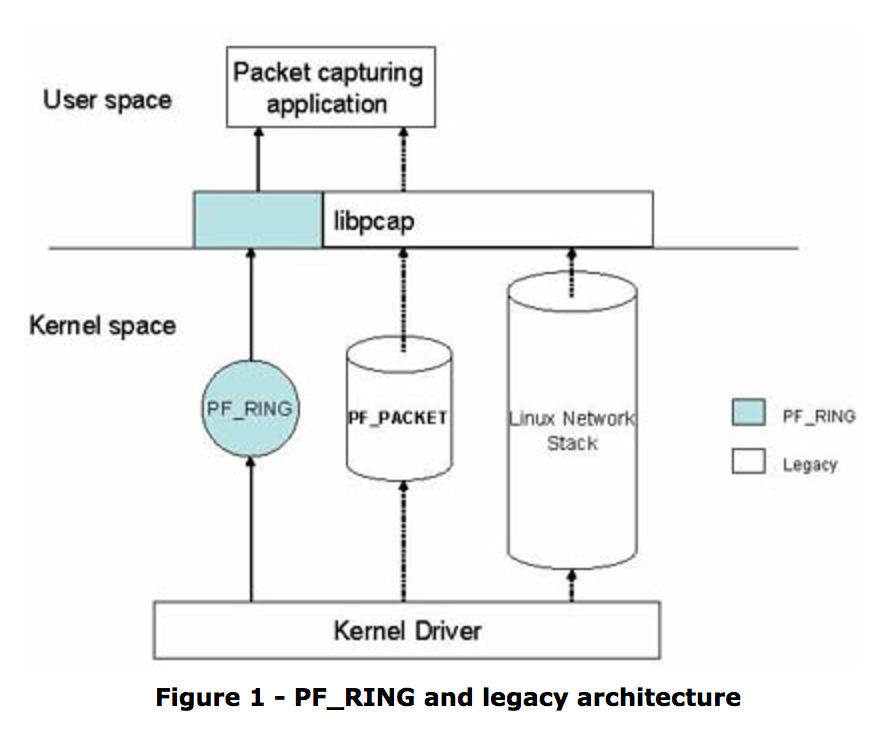 Packet capturing
application
User space
libpcap
Kernel space
PF_RING
PF_PACKET
Linux Network
Stack
PF_RING
Legacy
Kernel Driver
Figure 1 - PF_RING and legacy architecture